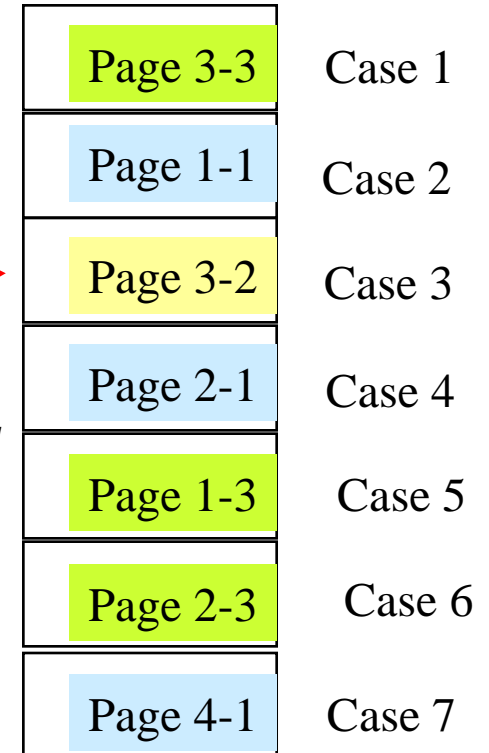 Page 3-3 Case 1
Page 1-1 Case 2
Page 3-2 Case 3
Page 2-1 Case 4
Page 1-3 Case 5
Page 2-3 Case 6
Page 4-1 Case 7